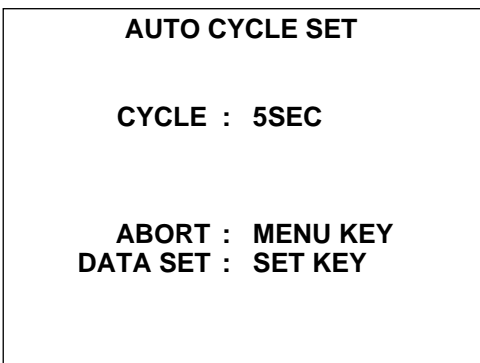 AUTO CYCLE SET
CYCLE : 5SEC
ABORT : MENU KEY
DATA SET : SET KEY